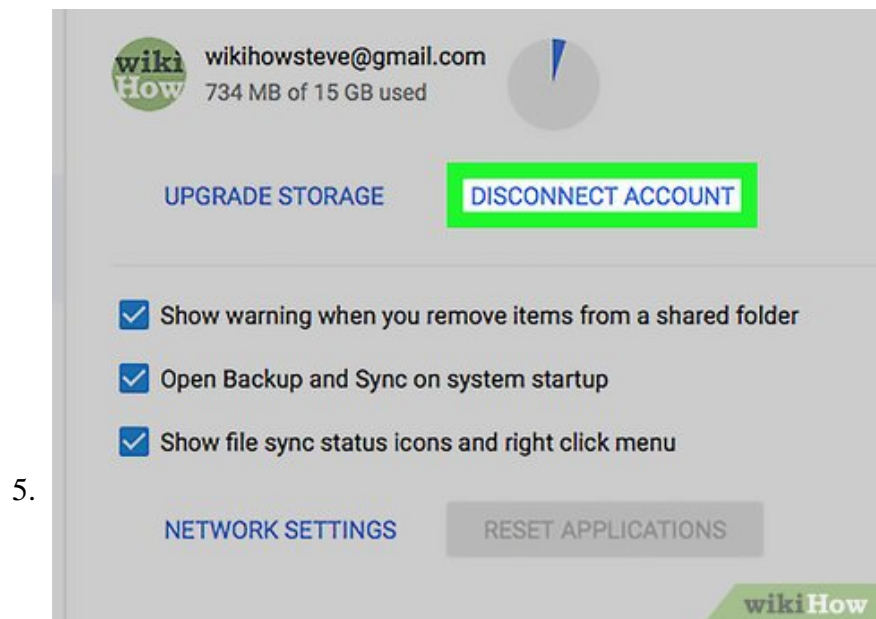 wiki
How
wikihowsteve@gmail.com
734 MB of 15 GB used
UPGRADE STORAGE
DISCONNECT ACCOUNT
Show warning when you remove items from a shared folder
Open Backup and Sync on system startup
Show file sync status icons and right click menu
5.
NETWORK SETTINGS
RESET APPLICATIONS
wikiHow